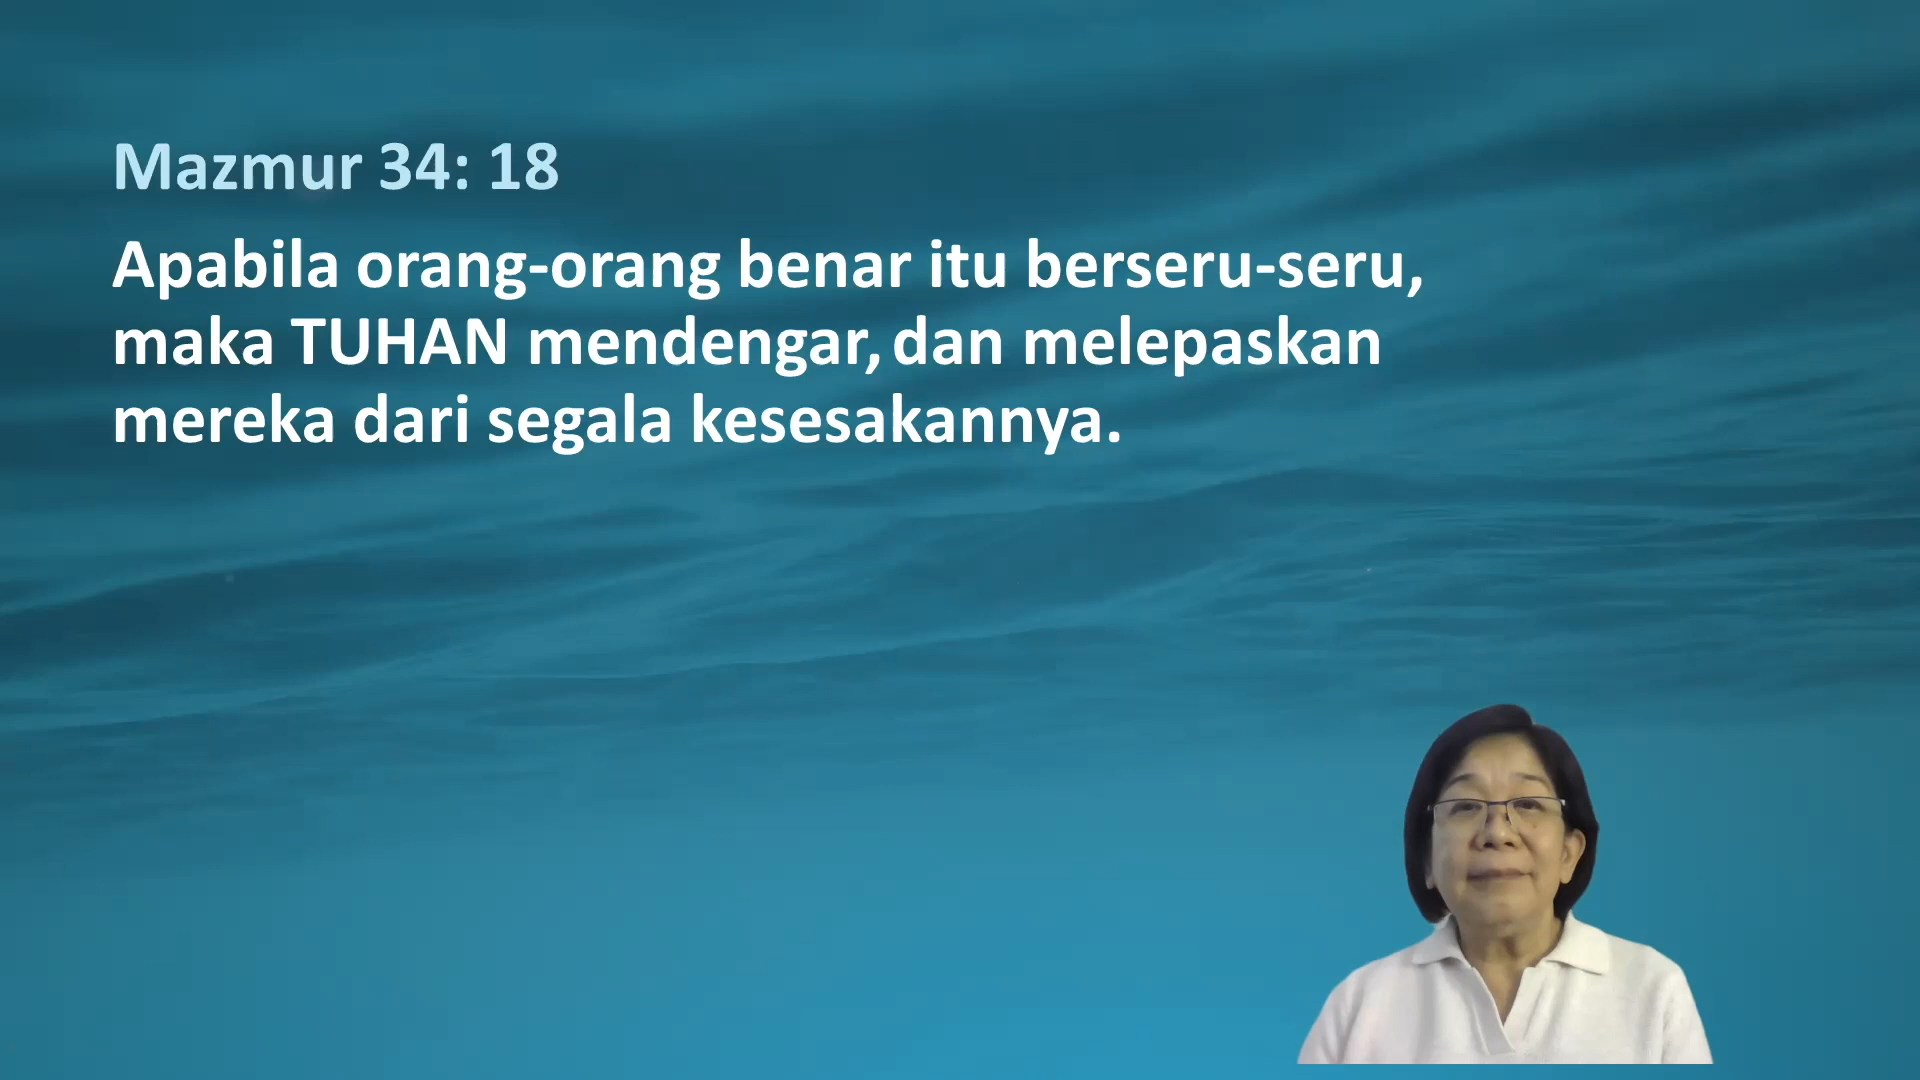 Mazmur 34: 18
Apabila orang-orang benar itu berseru-seru,
maka TUHAN mendengar, dan melepaskan
mereka dari segala kesesakannya.